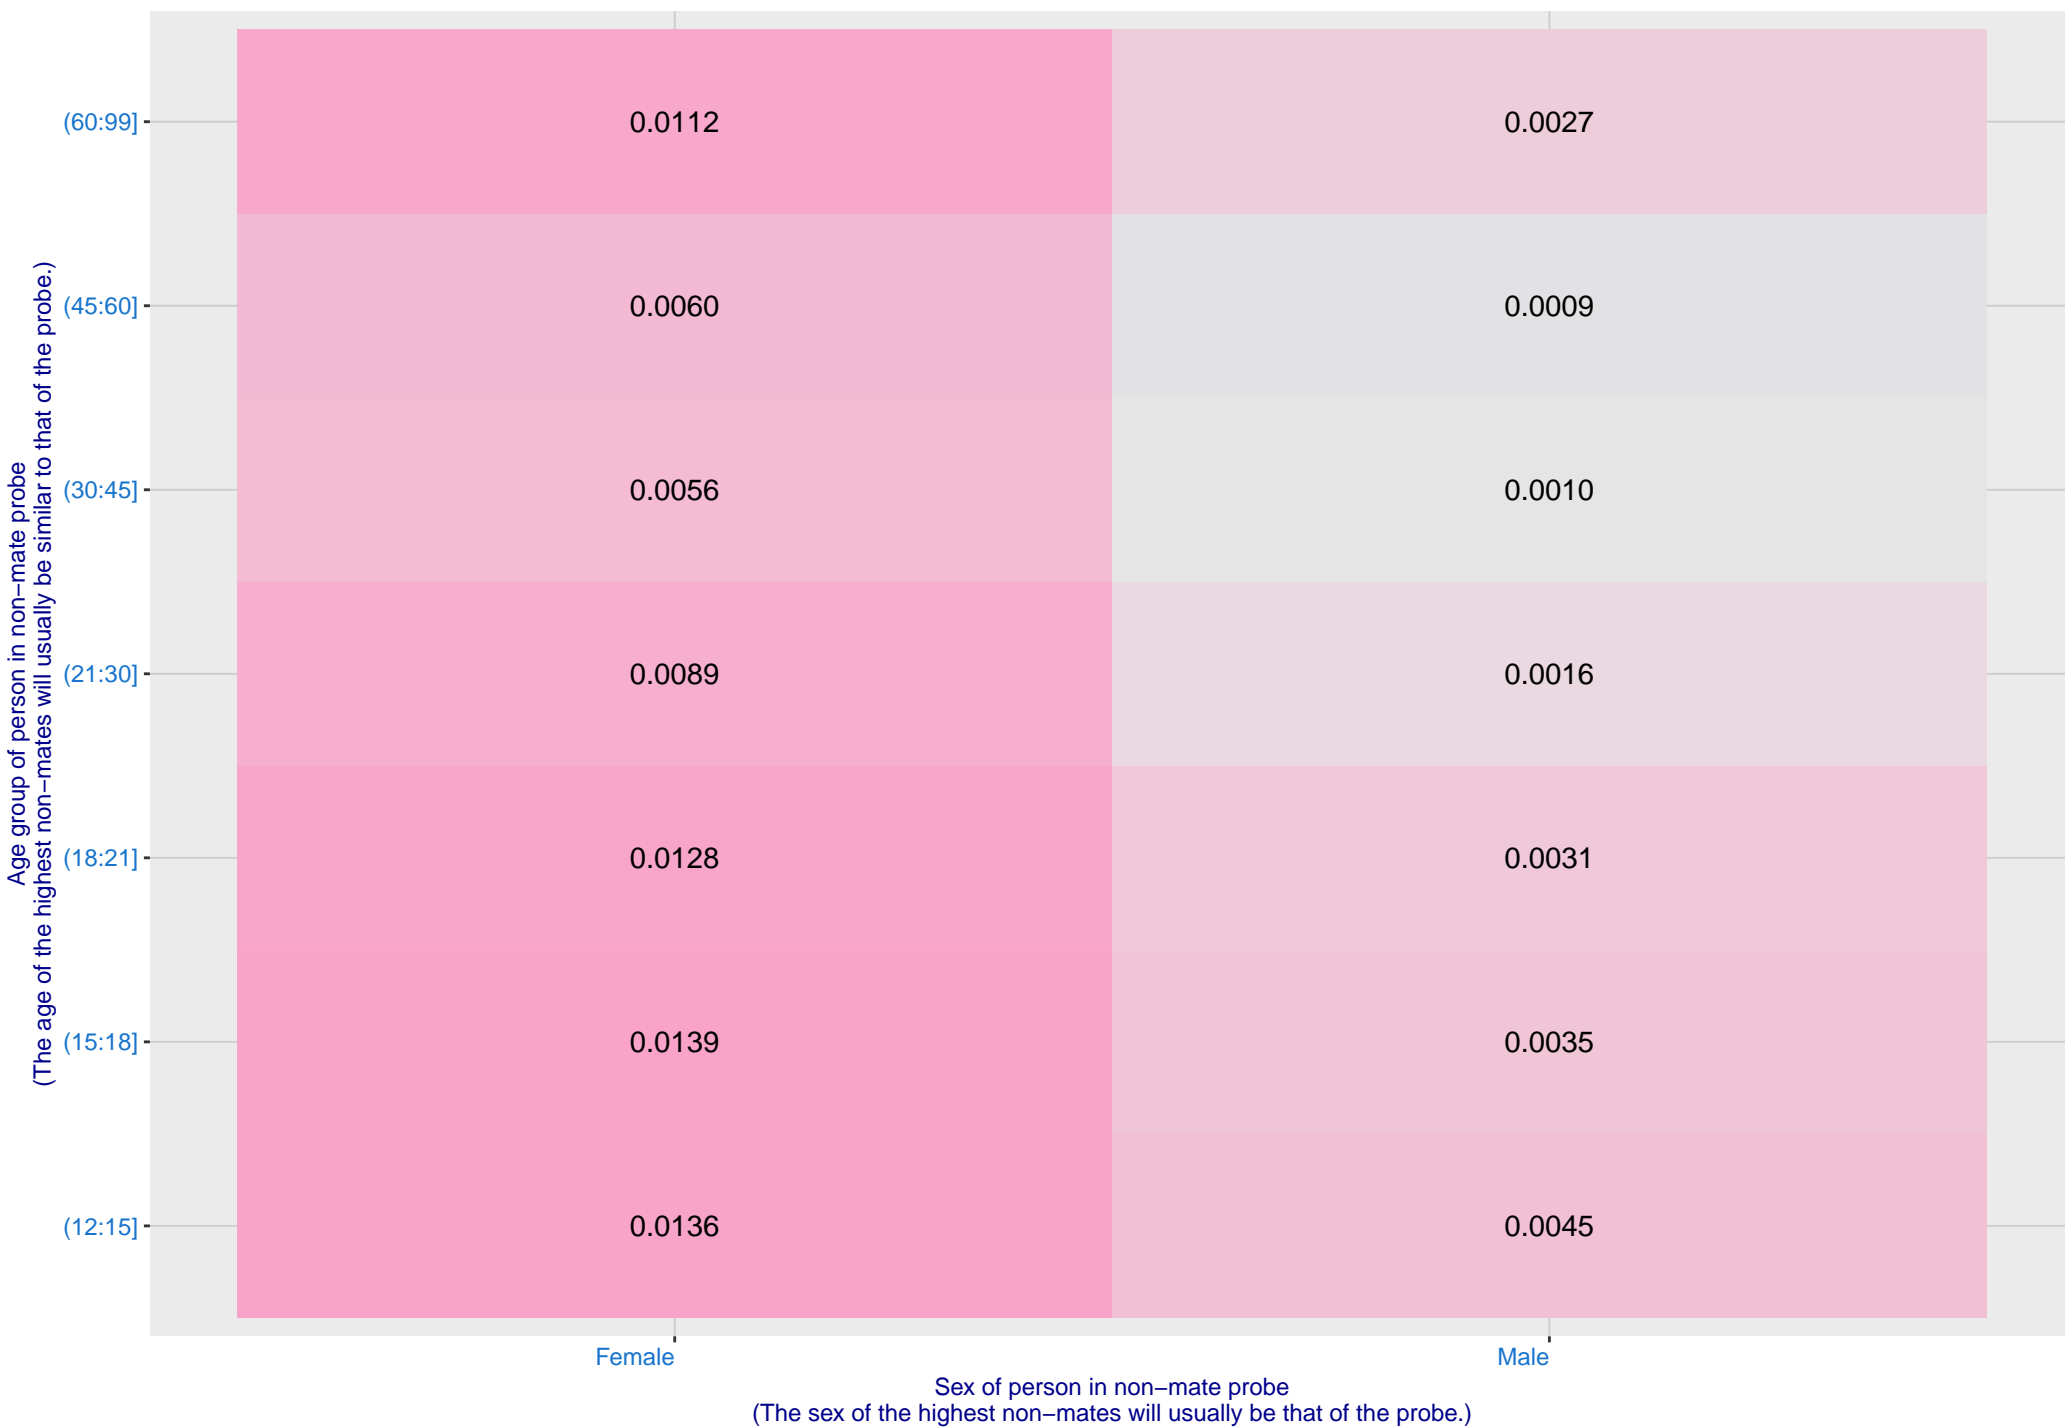 Age group of person in non−mate probe
(The age of the highest non−mates will usually be similar to that of the probe.)
(60:99] 0.0112 0.0027
(45:60] 0.0060 0.0009
(30:45] 0.0056 0.0010
(21:30] 0.0089 0.0016
(18:21] 0.0128 0.0031
(15:18] 0.0139 0.0035
(12:15] 0.0136 0.0045
Female Male
Sex of person in non−mate probe
(The sex of the highest non−mates will usually be that of the probe.)